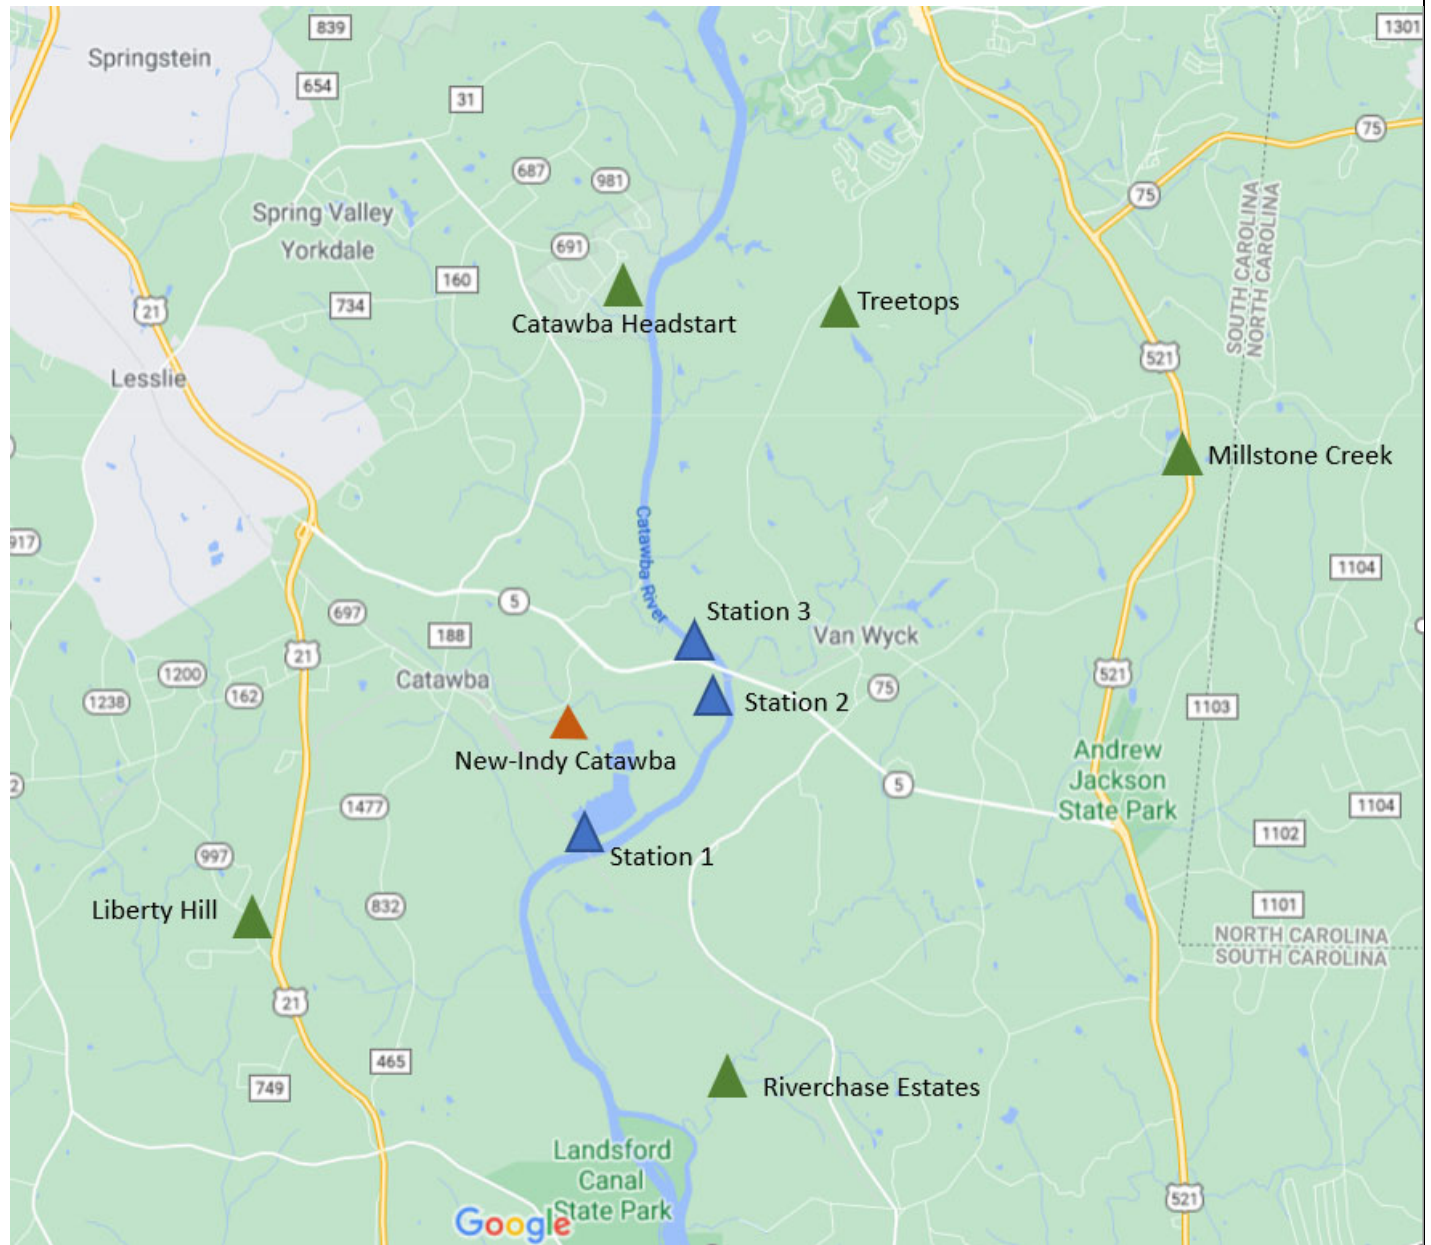 839
1301
Springstein
654
31
75
687
981
75
Spring Valley
Yorkdale
691
160
734
21
SOUTH CAROLINA
NORTH CAROLINA
Catawba Headstart
Treetops
521
Lesslie
Millstone Creek
917
Catawba River
1104
5
697
Station 3
188
Van Wyck
21
1200
162
1238
Catawba
521
75
1103
Station 2
New-Indy Catawba
Andrew
Jackson
State Park
2
5
1477
1104
1102
997
Station 1
Liberty Hill
832
1101
NORTH CAROLINA
SOUTH CAROLINA
21
465
749
Riverchase Estates
Landsford
Canal
State Park
521
Google